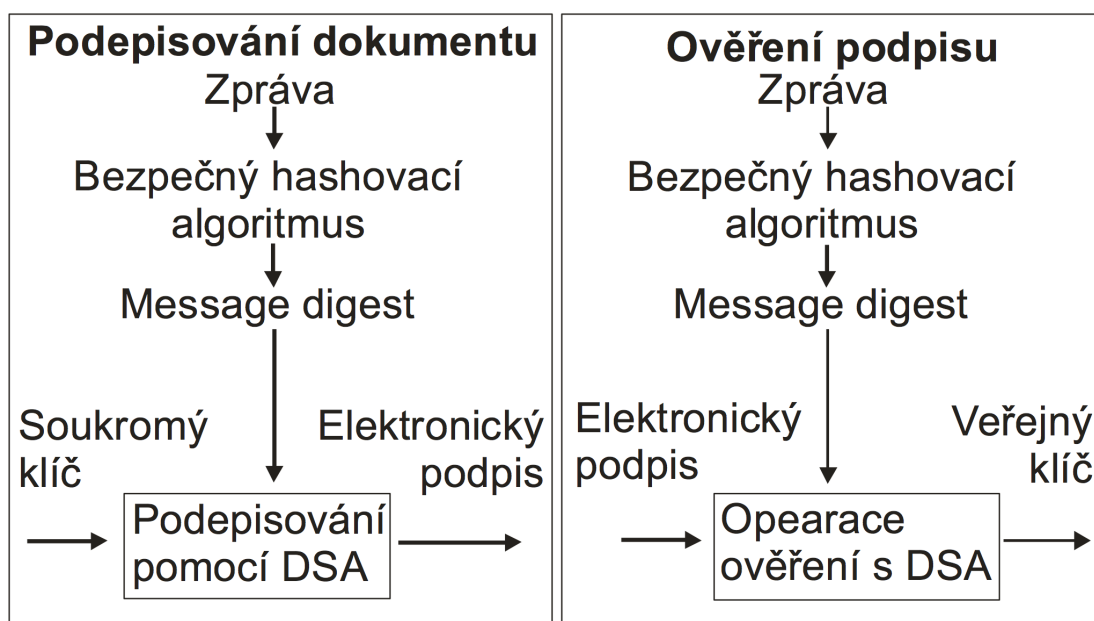 Podepisování dokumentu
Zpráva
Bezpečný hashovací
algoritmus
Message digest
Soukromý
klíč
Elektronický
podpis
Podepisování
pomocí DSA
Ověření podpisu
Zpráva
Bezpečný hashovací
algoritmus
Message digest
Elektronický
podpis
Veřejný
klíč
Opearace
ověření s DSA